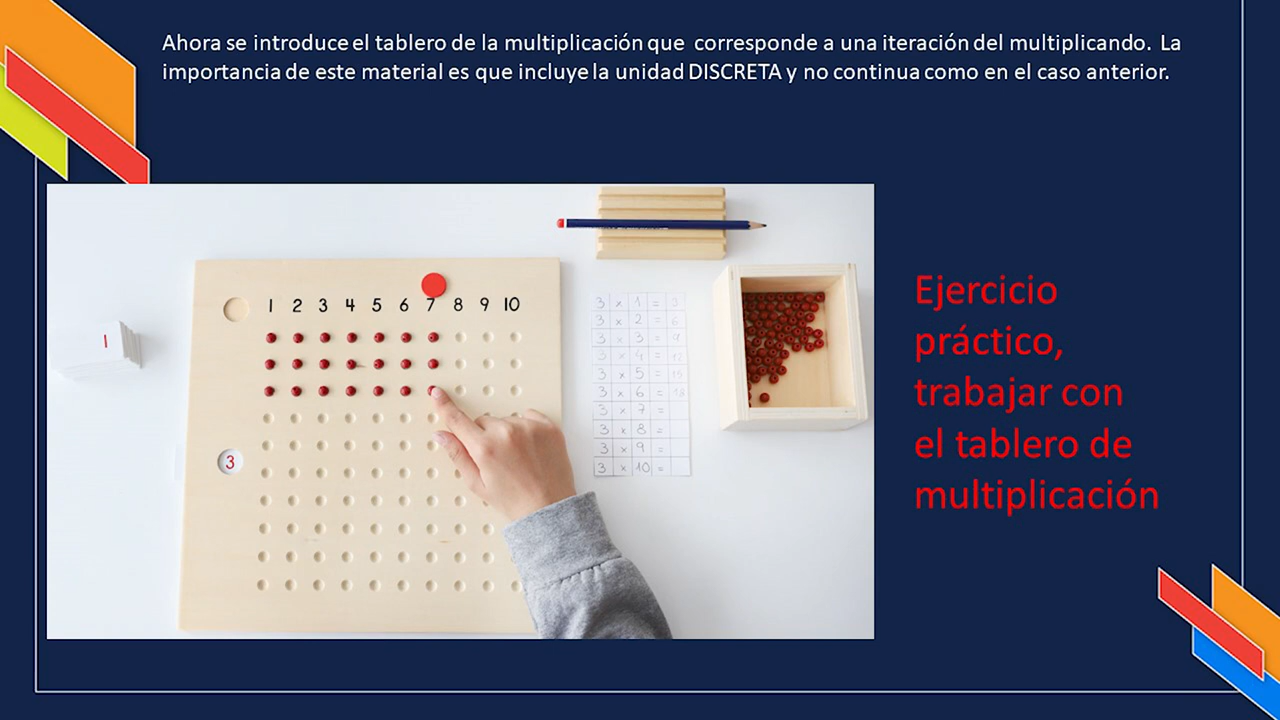 Ahora se introduce el tablero de la multiplicación que corresponde a una iteración del multiplicando. La
importancia de este material es que incluye la unidad DISCRETA y no continua como en el caso anterior.
1 2 3 4 5 6 7 8 9 10
1
3
3 x 1 = 3
3 x 2 = 6
3 x 3 = 9
3 x 4 = 12
3 x 5 = 15
3 x 6 = 18
3 x 7 =
3 x 8 =
3 x 9 =
3 x 10 =
Ejercicio
práctico,
trabajar con
el tablero de
multiplicación